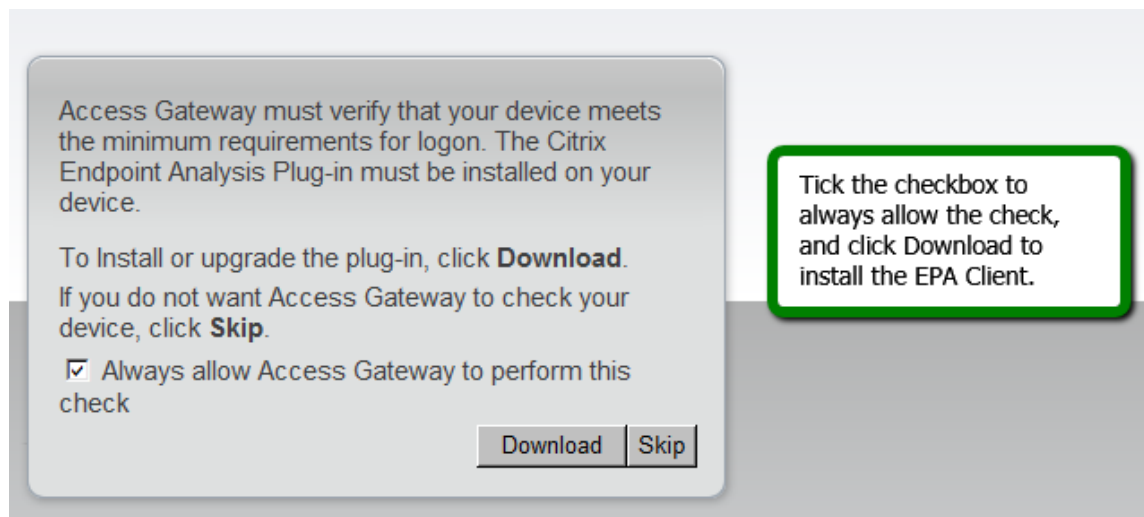 Access Gateway must verify that your device meets
the minimum requirements for logon. The Citrix
Endpoint Analysis Plug-in must be installed on your
device.
To Install or upgrade the plug-in, click Download.
If you do not want Access Gateway to check your
device, click Skip.
Always allow Access Gateway to perform this
check
Download Skip
Tick the checkbox to
always allow the check,
and click Download to
install the EPA Client.